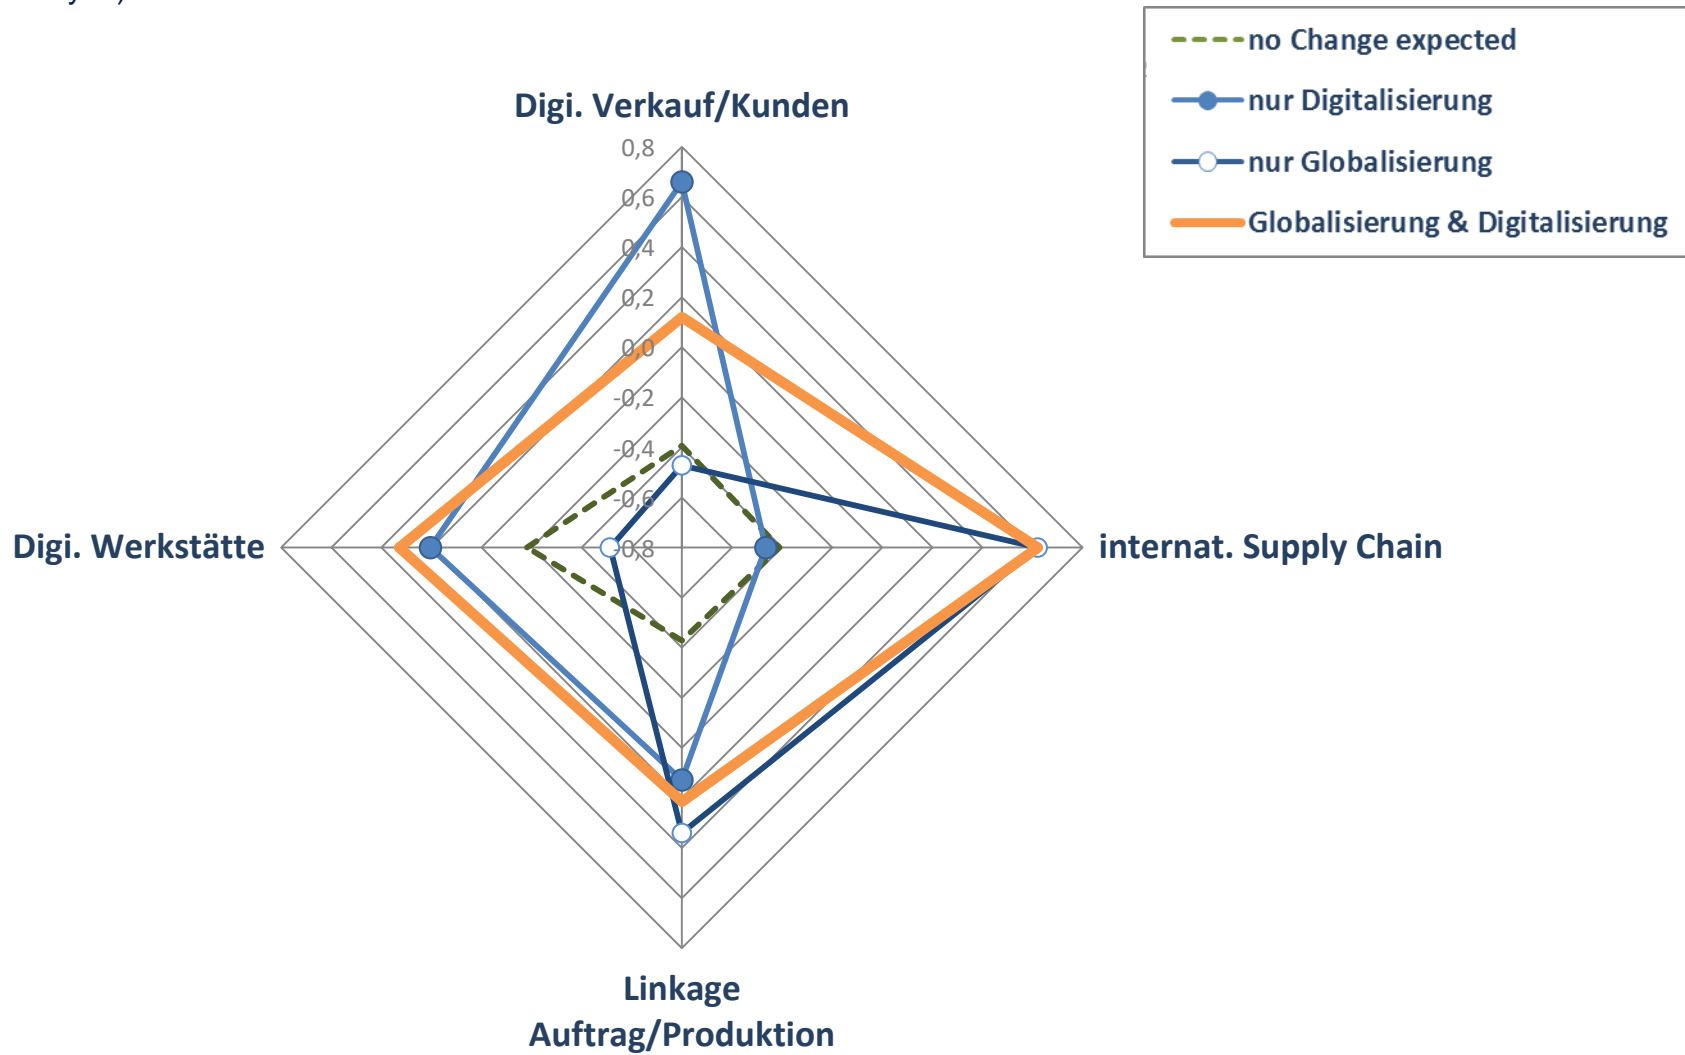 no Change expected
nur Digitalisierung
nur Globalisierung
Globalisierung & Digitalisierung
Digi. Verkauf/Kunden
0,8
0,6
0,4
0,2
0,0
-0,2
-0,4
-0,6
-0,8
Digi. Werkstätte
internat. Supply Chain
Linkage
Auftrag/Produktion